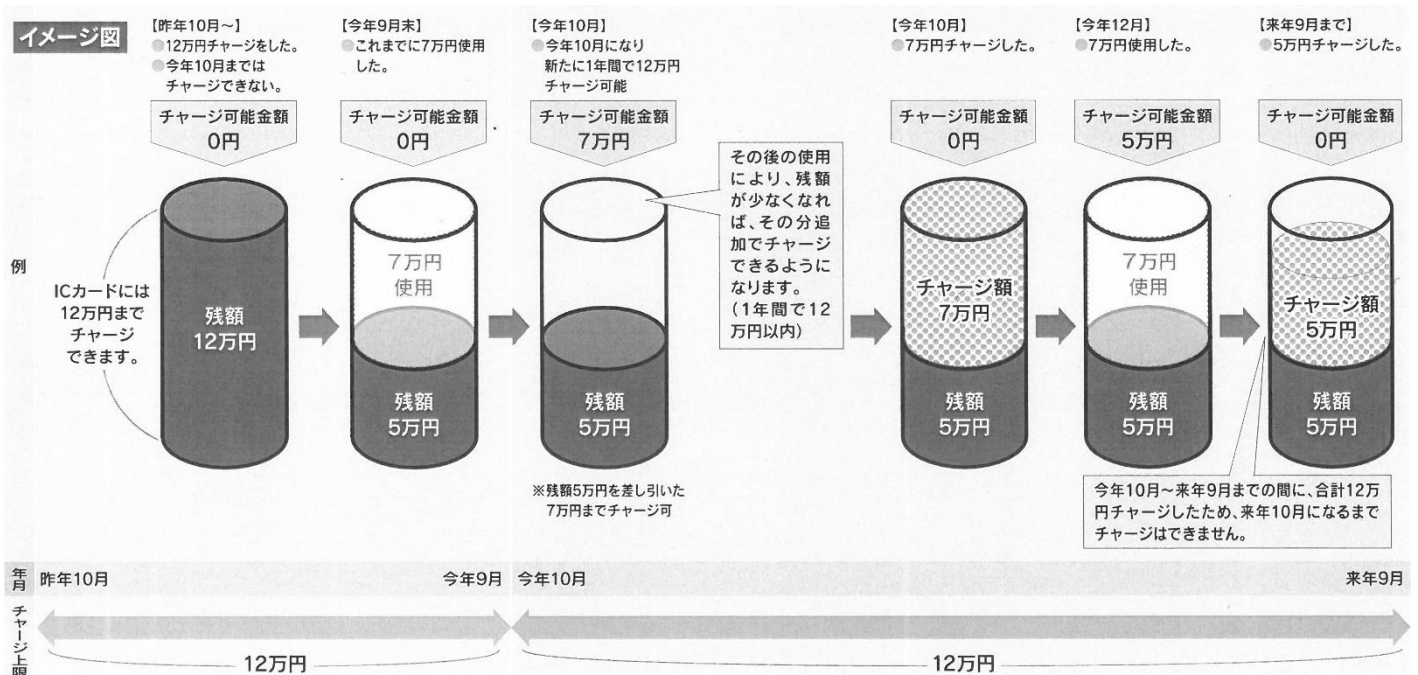 イメージ図
【昨年10月~】
●12万円チャージをした。
●今年10月までは
チャージできない。
チャージ可能金額
0円
【今年9月末】
●これまでに7万円使用
した。
チャージ可能金額
0円
【今年10月】
●今年10月になり
新たに1年間で12万円
チャージ可能
チャージ可能金額
7万円
【今年10月】
●7万円チャージした。
チャージ可能金額
0円
【今年12月】
●7万円使用した。
チャージ可能金額
5万円
【来年9月まで】
●5万円チャージした。
チャージ可能金額
0円
例
ICカードには
12万円まで
チャージ
できます。
残額
12万円
7万円
使用
残額
5万円
残額
5万円
※残額5万円を差し引いた
7万円までチャージ可
その後の使用
により、残額
が少なくなれ
ば、その分追
加でチャージ
できるように
なります。
(1年間で12
万円以内)
チャージ額
7万円
残額
5万円
7万円
使用
残額
5万円
チャージ額
5万円
残額
5万円
今年10月~来年9月までの間に、合計12万
円チャージしたため、来年10月になるまで
チャージはできません。
年月
昨年10月
今年9月
今年10月
来年9月
チャージ上限
12万円
12万円